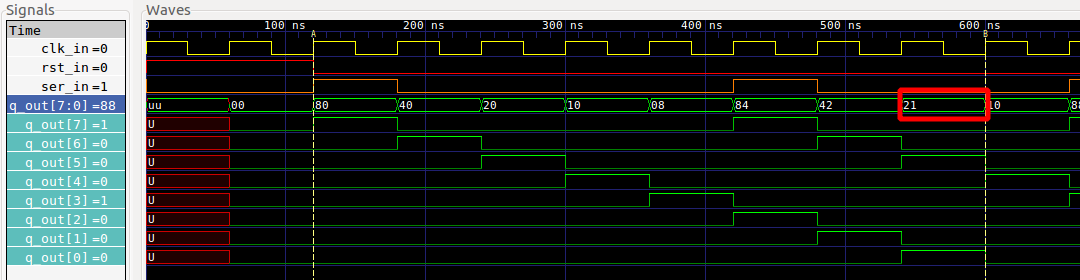 Signals
Waves
Time
0 100 ns 200 ns 300 ns 400 ns 500 ns 600 ns
A B
clk_in=0
rst_in=0
ser_in=1
q_out[7:0]=88 uu 00 80 40 20 10 08 84 42 21 10 88
q_out[7]=1 U
q_out[6]=0 U
q_out[5]=0 U
q_out[4]=0 U
q_out[3]=1 U
q_out[2]=0 U
q_out[1]=0 U
q_out[0]=0 U